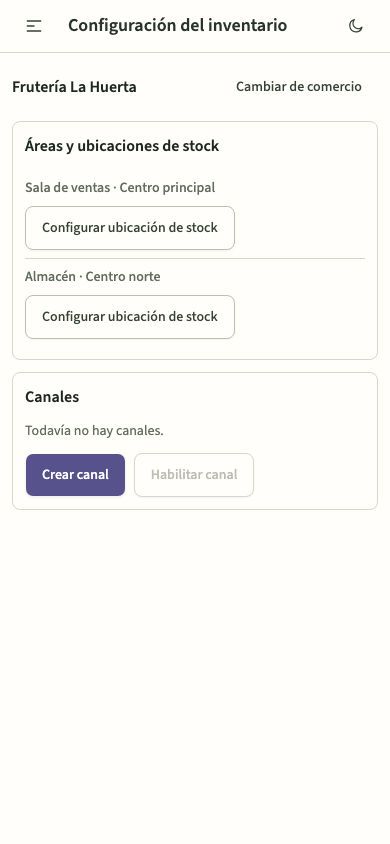 Configuración del inventario
Frutería La Huerta
Cambiar de comercio
Áreas y ubicaciones de stock
Sala de ventas · Centro principal
Configurar ubicación de stock
Almacén · Centro norte
Configurar ubicación de stock
Canales
Todavía no hay canales.
Crear canal
Habilitar canal